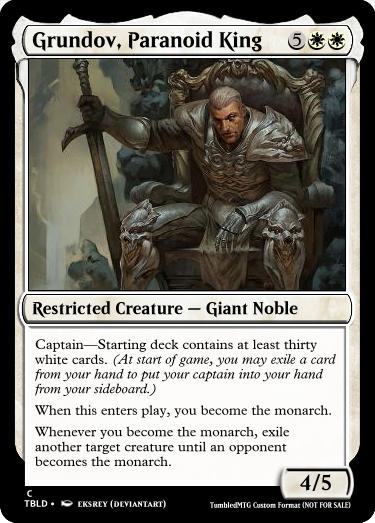 Grundov, Paranoid King 5
Restricted Creature — Giant Noble
Captain—Starting deck contains at least thirty
white cards. (At start of game, you may exile a card
from your hand to put your captain into your hand
from your sideboard.)
When this enters play, you become the monarch.
Whenever you become the monarch, exile
another target creature until an opponent
becomes the monarch.
4/5
C
TBLD • EKSREY (DEVIANTART)
TumbledMTG Custom Format (NOT FOR SALE)